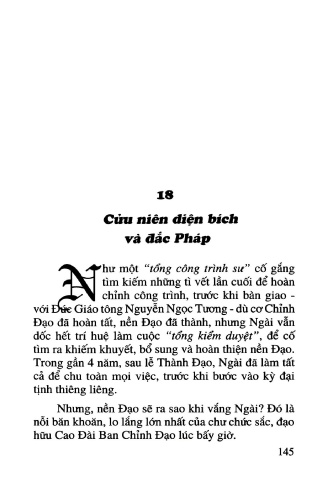 18
Cửu niên diện bích
và đắc Pháp
Như một “tổng công trình sư” cố gắng
tìm kiếm những tì vết lần cuối để hoàn
chỉnh công trình, trước khi bàn giao -
với Đức Giáo tông Nguyễn Ngọc Tương - dù cơ Chỉnh
Đạo đã hoàn tất, nền Đạo đã thành, nhưng Ngài vẫn
dốc hết trí huệ làm cuộc “tổng kiểm duyệt”, để cố
tìm ra khiếm khuyết, bổ sung và hoàn thiện nền Đạo.
Trong gần 4 năm, sau lễ Thành Đạo, Ngài đã làm tất
cả để chu toàn mọi việc, trước khi bước vào kỳ đại
tịnh thiêng liêng.
Nhưng, nền Đạo sẽ ra sao khi vắng Ngài? Đó là
nỗi băn khoăn, lo lắng lớn nhất của chư chức sắc, đạo
hữu Cao Đài Ban Chỉnh Đạo lúc bấy giờ.
145